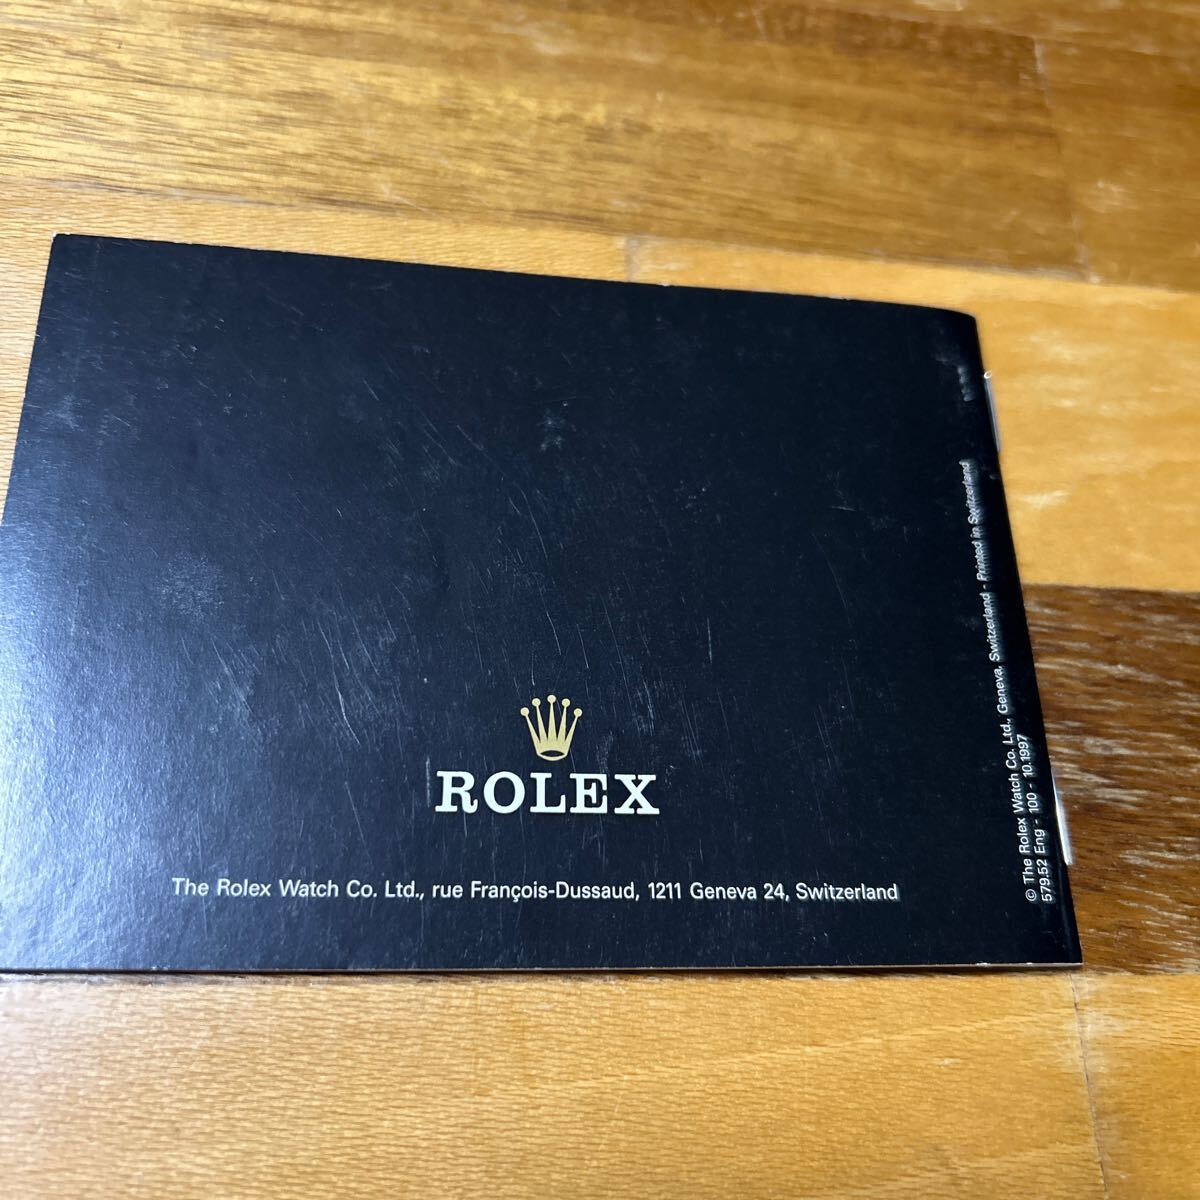 ROLEX
The Rolex Watch Co. Ltd., rue François-Dussaud, 1211 Geneva 24, Switzerland
© The Rolex Watch Co. Ltd., Geneva, Switzerland - Printed in Switzerland
579.52 Eng - 100 - 10.1997